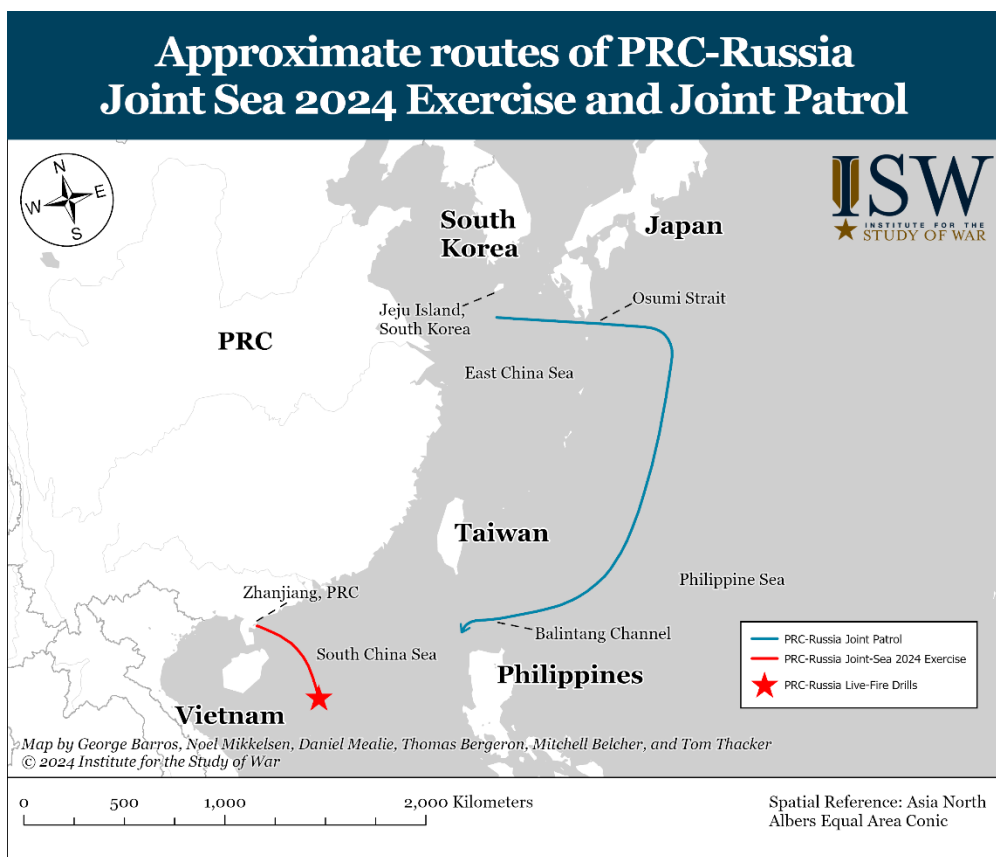 Approximate routes of PRC-Russia
Joint Sea 2024 Exercise and Joint Patrol
N
W
E
S
ISW
INSTITUTE FOR THE
STUDY OF WAR
South
Korea
Japan
Jeju Island,
South Korea
Osumi Strait
PRC
East China Sea
Taiwan
Philippine Sea
Zhanjiang, PRC
Balintang Channel
South China Sea
Philippines
Vietnam
PRC-Russia Joint Patrol
PRC-Russia Joint-Sea 2024 Exercise
PRC-Russia Live-Fire Drills
Map by George Barros, Noel Mikkelsen, Daniel Mealie, Thomas Bergeron, Mitchell Belcher, and Tom Thacker
© 2024 Institute for the Study of War
0 500 1,000 2,000 Kilometers
Spatial Reference: Asia North
Albers Equal Area Conic